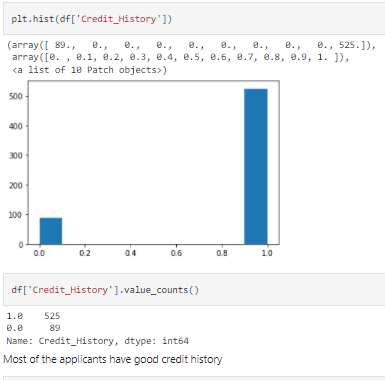 plt.hist(df['Credit_History'])
(array([ 89.,   0.,   0.,   0.,   0.,   0.,   0.,   0.,   0., 525.]),
 array([0. , 0.1, 0.2, 0.3, 0.4, 0.5, 0.6, 0.7, 0.8, 0.9, 1. ]),
 <a list of 10 Patch objects>)
500
400
300
200
100
0
0.0 0.2 0.4 0.6 0.8 1.0
df['Credit_History'].value_counts()
1.0    525
0.0     89
Name: Credit_History, dtype: int64
Most of the applicants have good credit history